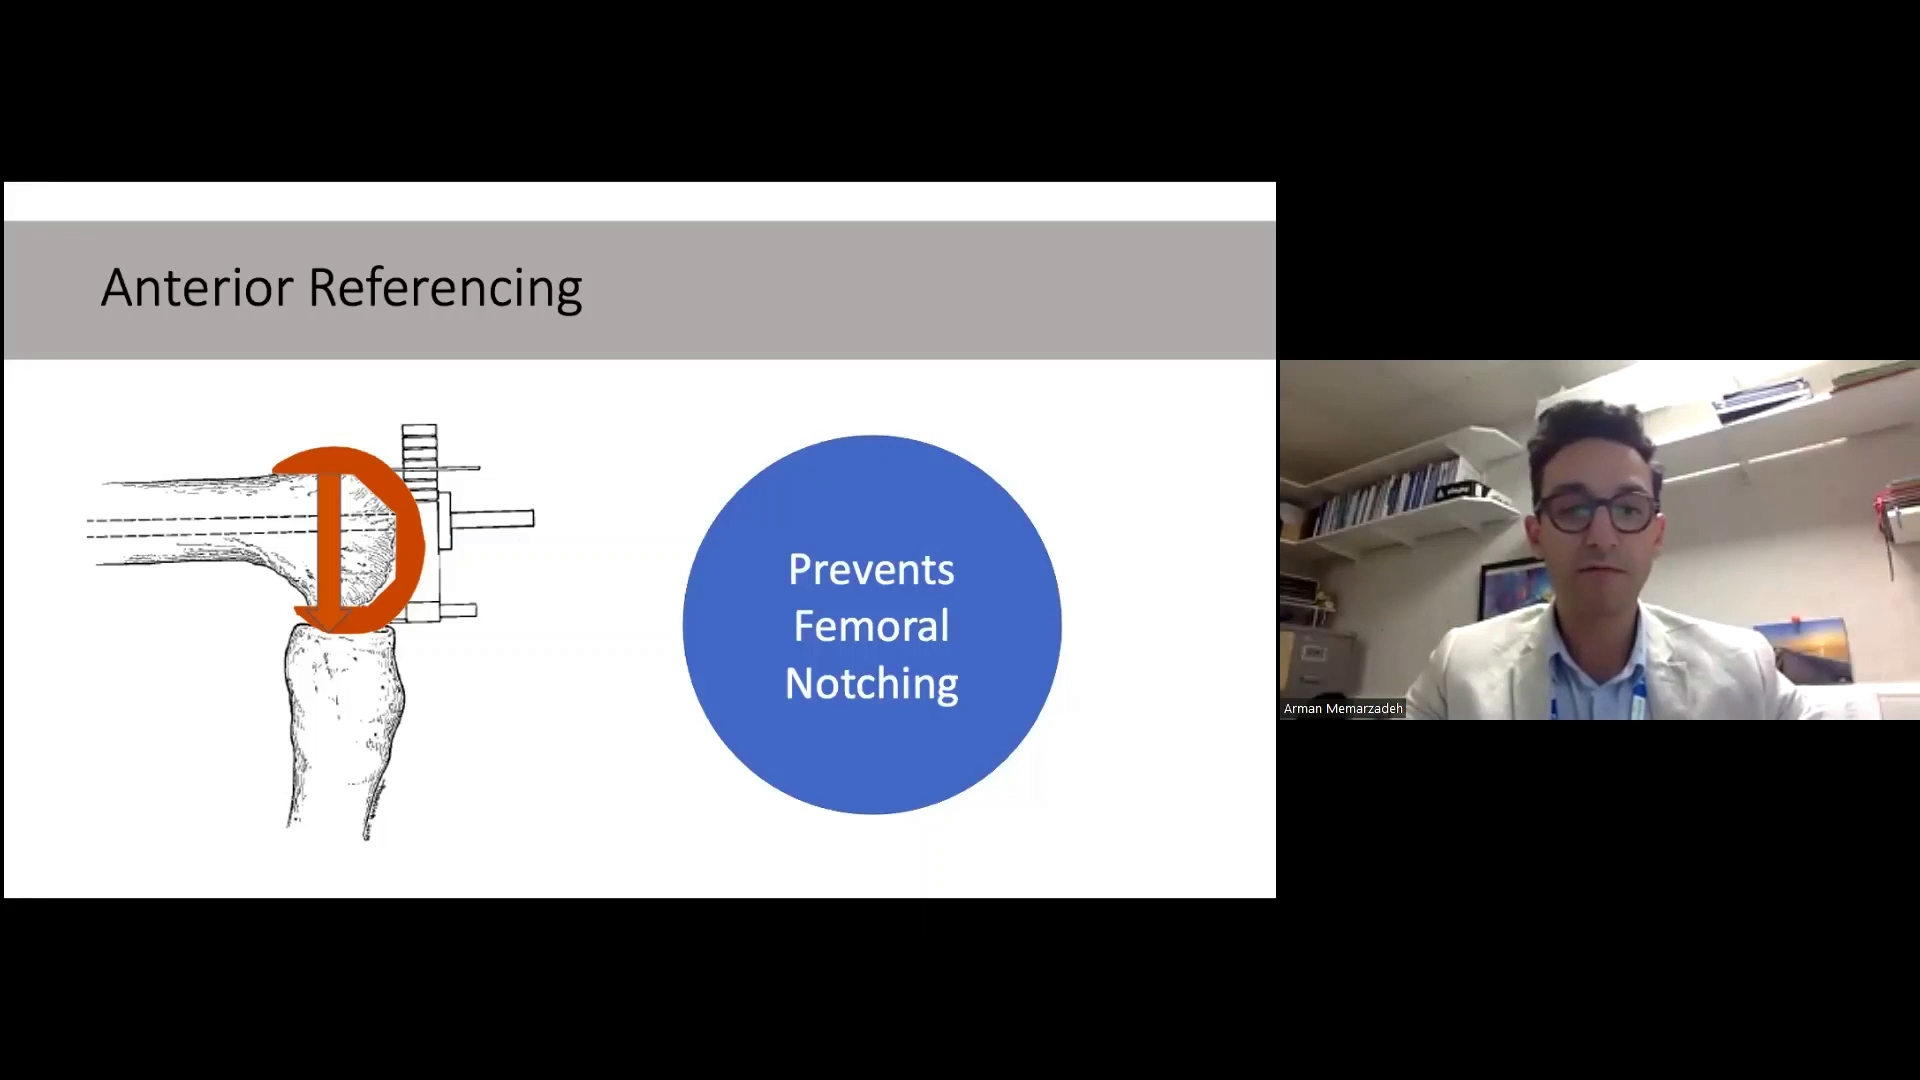 Anterior Referencing
Prevents
Femoral
Notching
Arman Memarzadeh